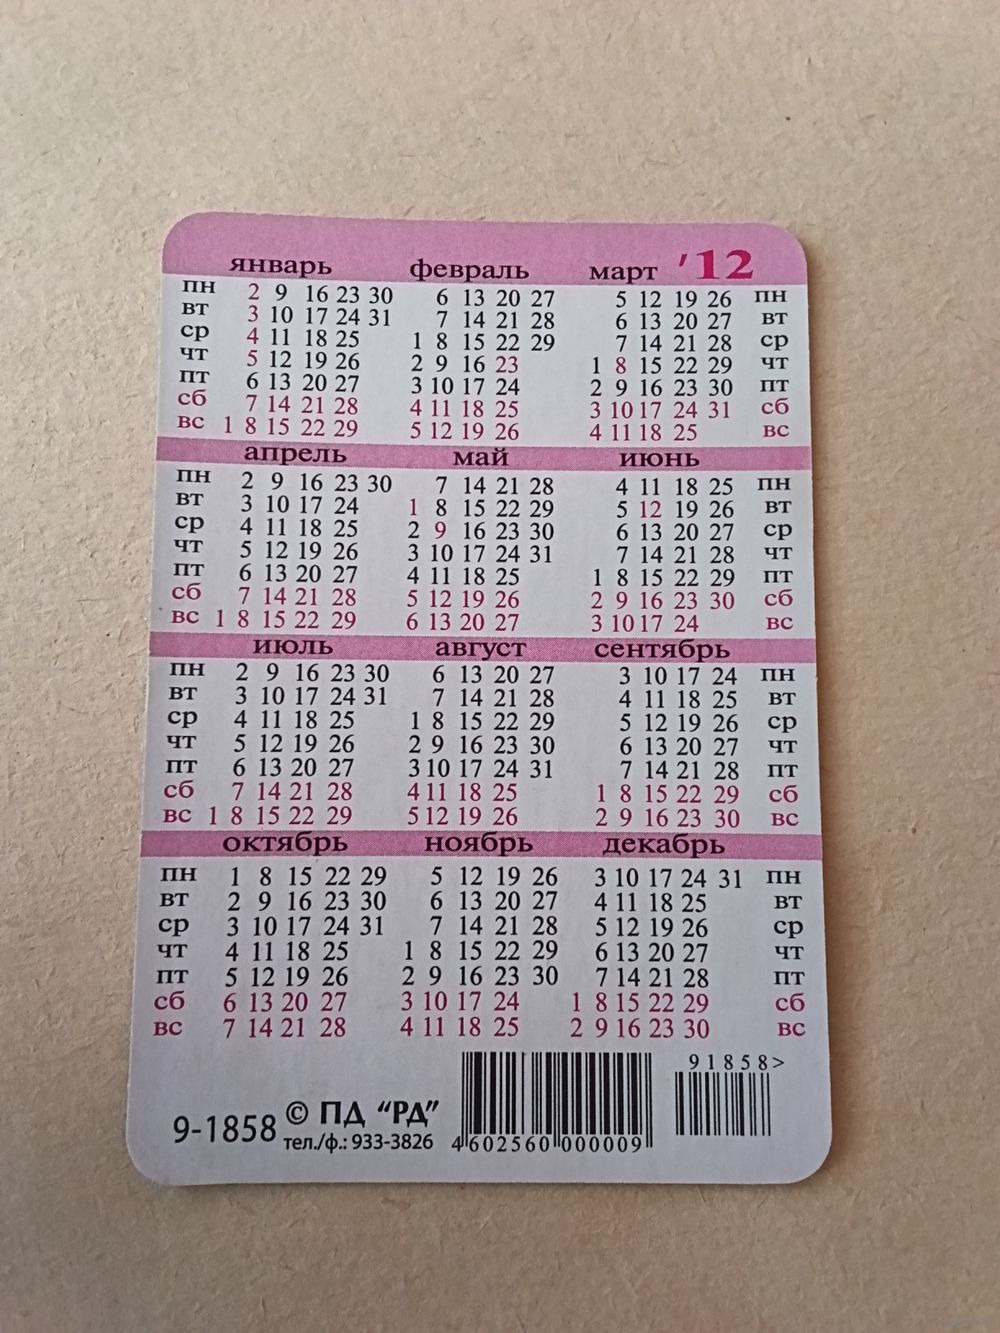 январь февраль март '12
пн 2 9 16 23 30 6 13 20 27 5 12 19 26 пн
вт 3 10 17 24 31 7 14 21 28 6 13 20 27 вт
ср 4 11 18 25 1 8 15 22 29 7 14 21 28 ср
чт 5 12 19 26 2 9 16 23 1 8 15 22 29 чт
пт 6 13 20 27 3 10 17 24 2 9 16 23 30 пт
сб 7 14 21 28 4 11 18 25 3 10 17 24 31 сб
вс 1 8 15 22 29 5 12 19 26 4 11 18 25 вс
апрель май июнь
пн 2 9 16 23 30 7 14 21 28 4 11 18 25 пн
вт 3 10 17 24 1 8 15 22 29 5 12 19 26 вт
ср 4 11 18 25 2 9 16 23 30 6 13 20 27 ср
чт 5 12 19 26 3 10 17 24 31 7 14 21 28 чт
пт 6 13 20 27 4 11 18 25 1 8 15 22 29 пт
сб 7 14 21 28 5 12 19 26 2 9 16 23 30 сб
вс 1 8 15 22 29 6 13 20 27 3 10 17 24 вс
июль август сентябрь
пн 2 9 16 23 30 6 13 20 27 3 10 17 24 пн
вт 3 10 17 24 31 7 14 21 28 4 11 18 25 вт
ср 4 11 18 25 1 8 15 22 29 5 12 19 26 ср
чт 5 12 19 26 2 9 16 23 30 6 13 20 27 чт
пт 6 13 20 27 3 10 17 24 31 7 14 21 28 пт
сб 7 14 21 28 4 11 18 25 1 8 15 22 29 сб
вс 1 8 15 22 29 5 12 19 26 2 9 16 23 30 вс
октябрь ноябрь декабрь
пн 1 8 15 22 29 5 12 19 26 3 10 17 24 31 пн
вт 2 9 16 23 30 6 13 20 27 4 11 18 25 вт
ср 3 10 17 24 31 7 14 21 28 5 12 19 26 ср
чт 4 11 18 25 1 8 15 22 29 6 13 20 27 чт
пт 5 12 19 26 2 9 16 23 30 7 14 21 28 пт
сб 6 13 20 27 3 10 17 24 1 8 15 22 29 сб
вс 7 14 21 28 4 11 18 25 2 9 16 23 30 вс
91858>
9-1858 © ПД “РД”
тел./ф.: 933-3826
4 602560 000009